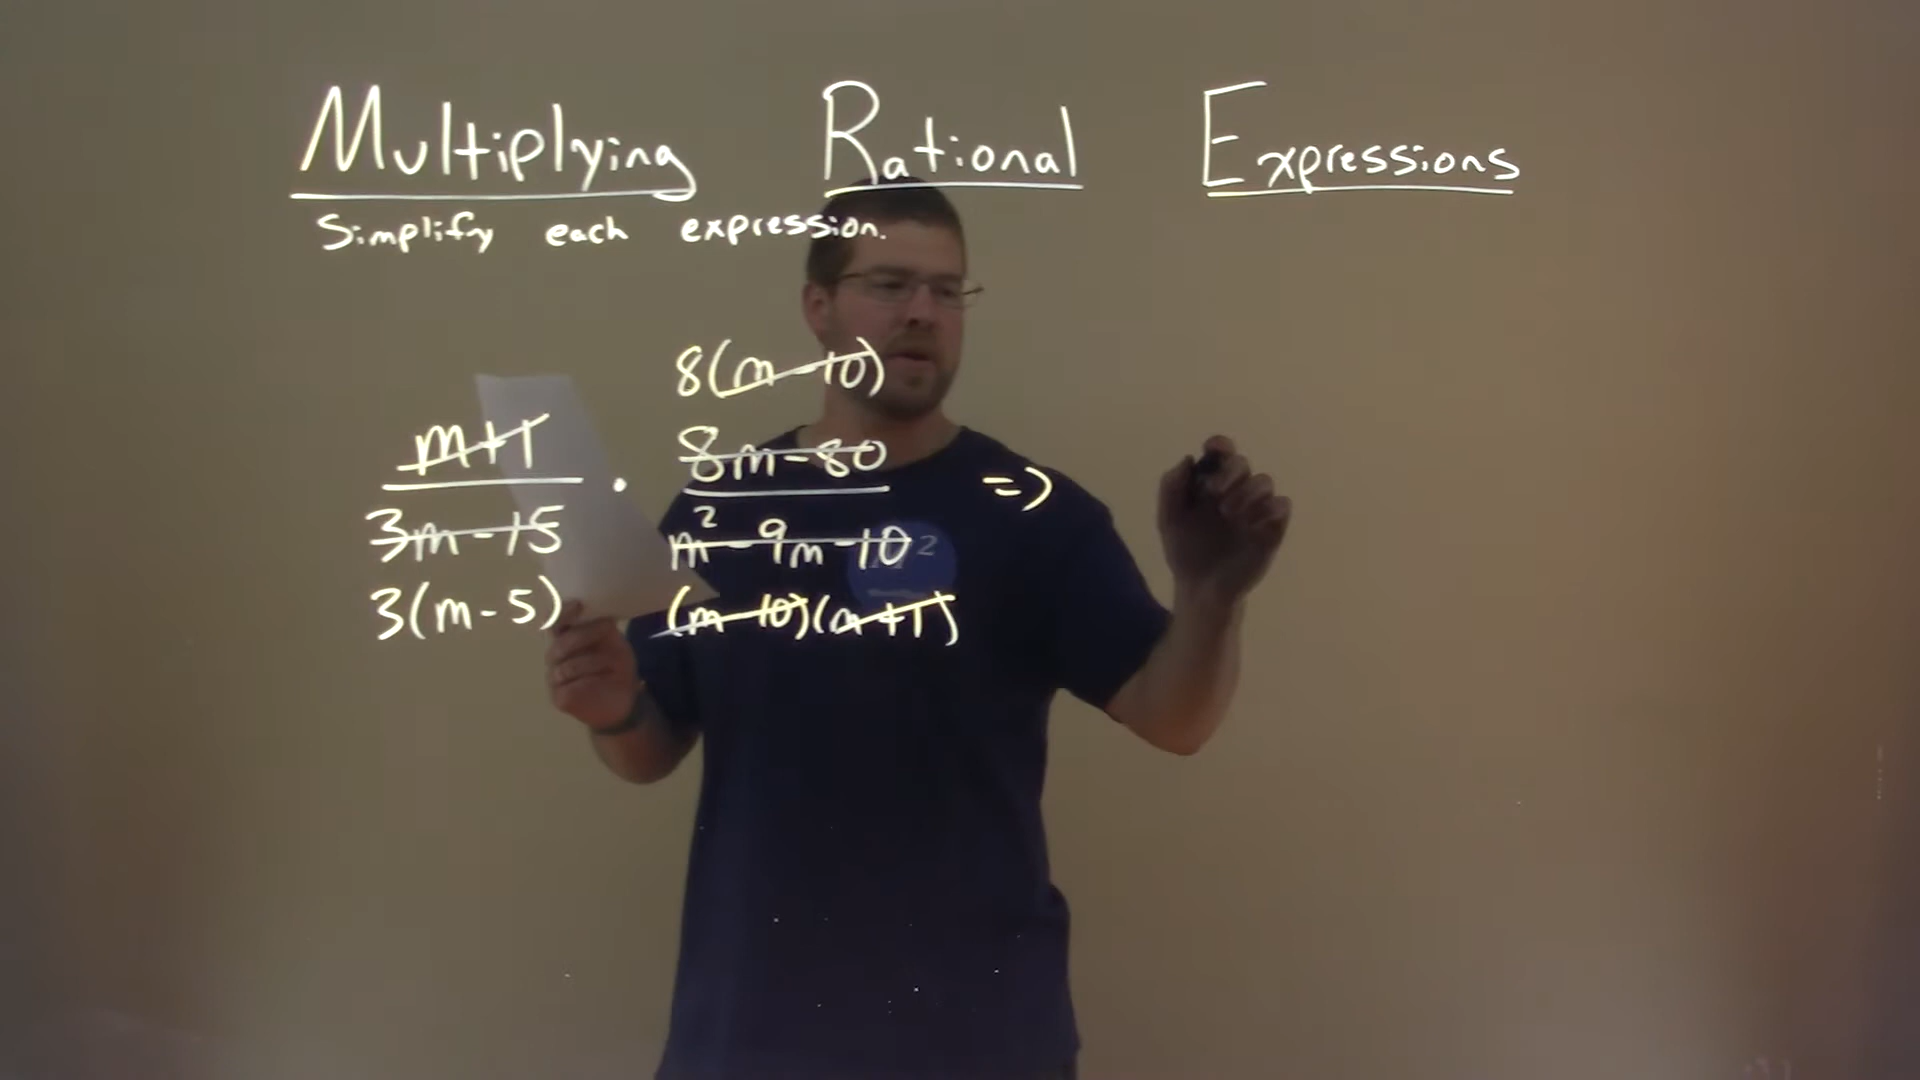 Multiplying Rational Expressions
Simplify each expression.
8(m-10)
m+1 · 8m-80 =>
3m-15 m²-9m-10
3(m-5) (m-10)(m+1)